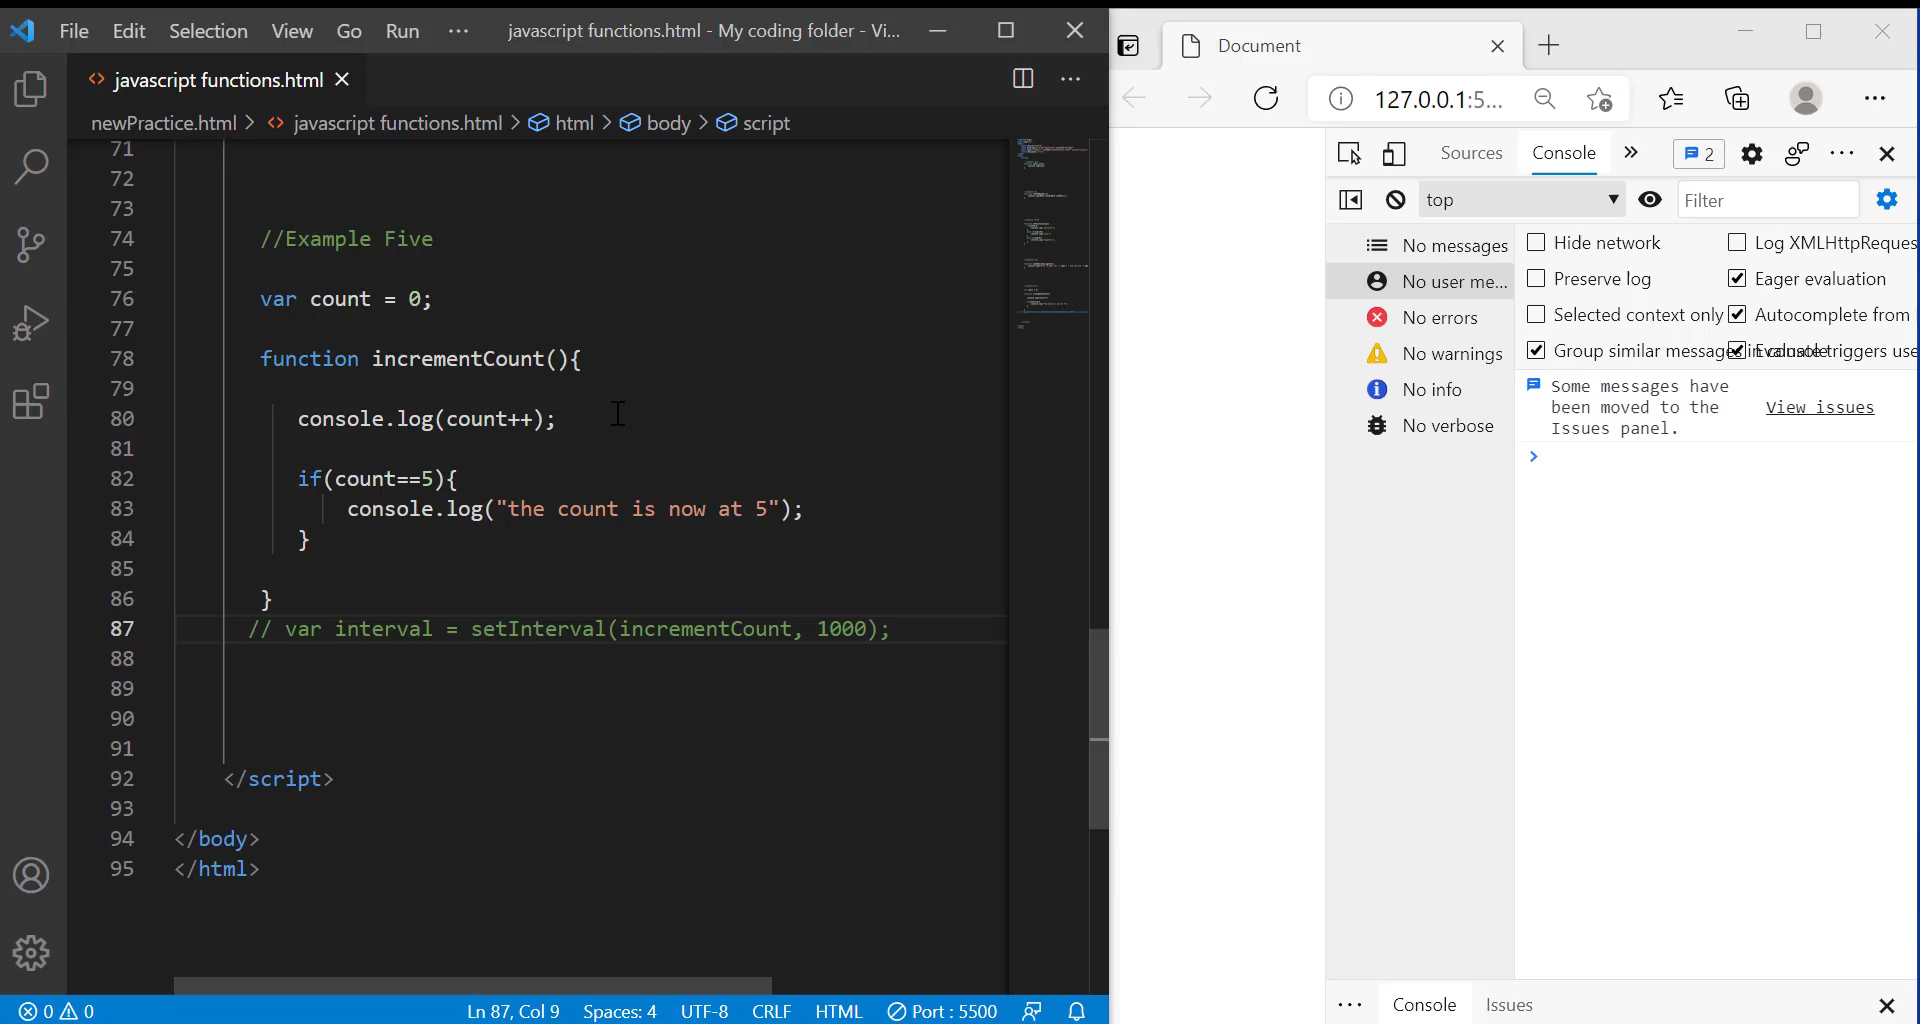 File Edit Selection View Go Run ··· javascript functions.html - My coding folder - Vi...
javascript functions.html
newPractice.html > javascript functions.html > html > body > script
71
72
73
74 //Example Five
75
76 var count = 0;
77
78 function incrementCount(){
79
80 console.log(count++);
81
82 if(count==5){
83 console.log("the count is now at 5");
84 }
85
86 }
87 // var interval = setInterval(incrementCount, 1000);
88
89
90
91
92 </script>
93
94 </body>
95 </html>
0 0 Ln 87, Col 9 Spaces: 4 UTF-8 CRLF HTML Port : 5500
Document
127.0.0.1:5...
Sources Console » 2
top Filter
No messages
No user me...
No errors
No warnings
No info
No verbose
Hide network Log XMLHttpReques
Preserve log Eager evaluation
Selected context only Autocomplete from
Group similar messages in console Evaluate triggers use
Some messages have
been moved to the
Issues panel.
View issues
Console Issues